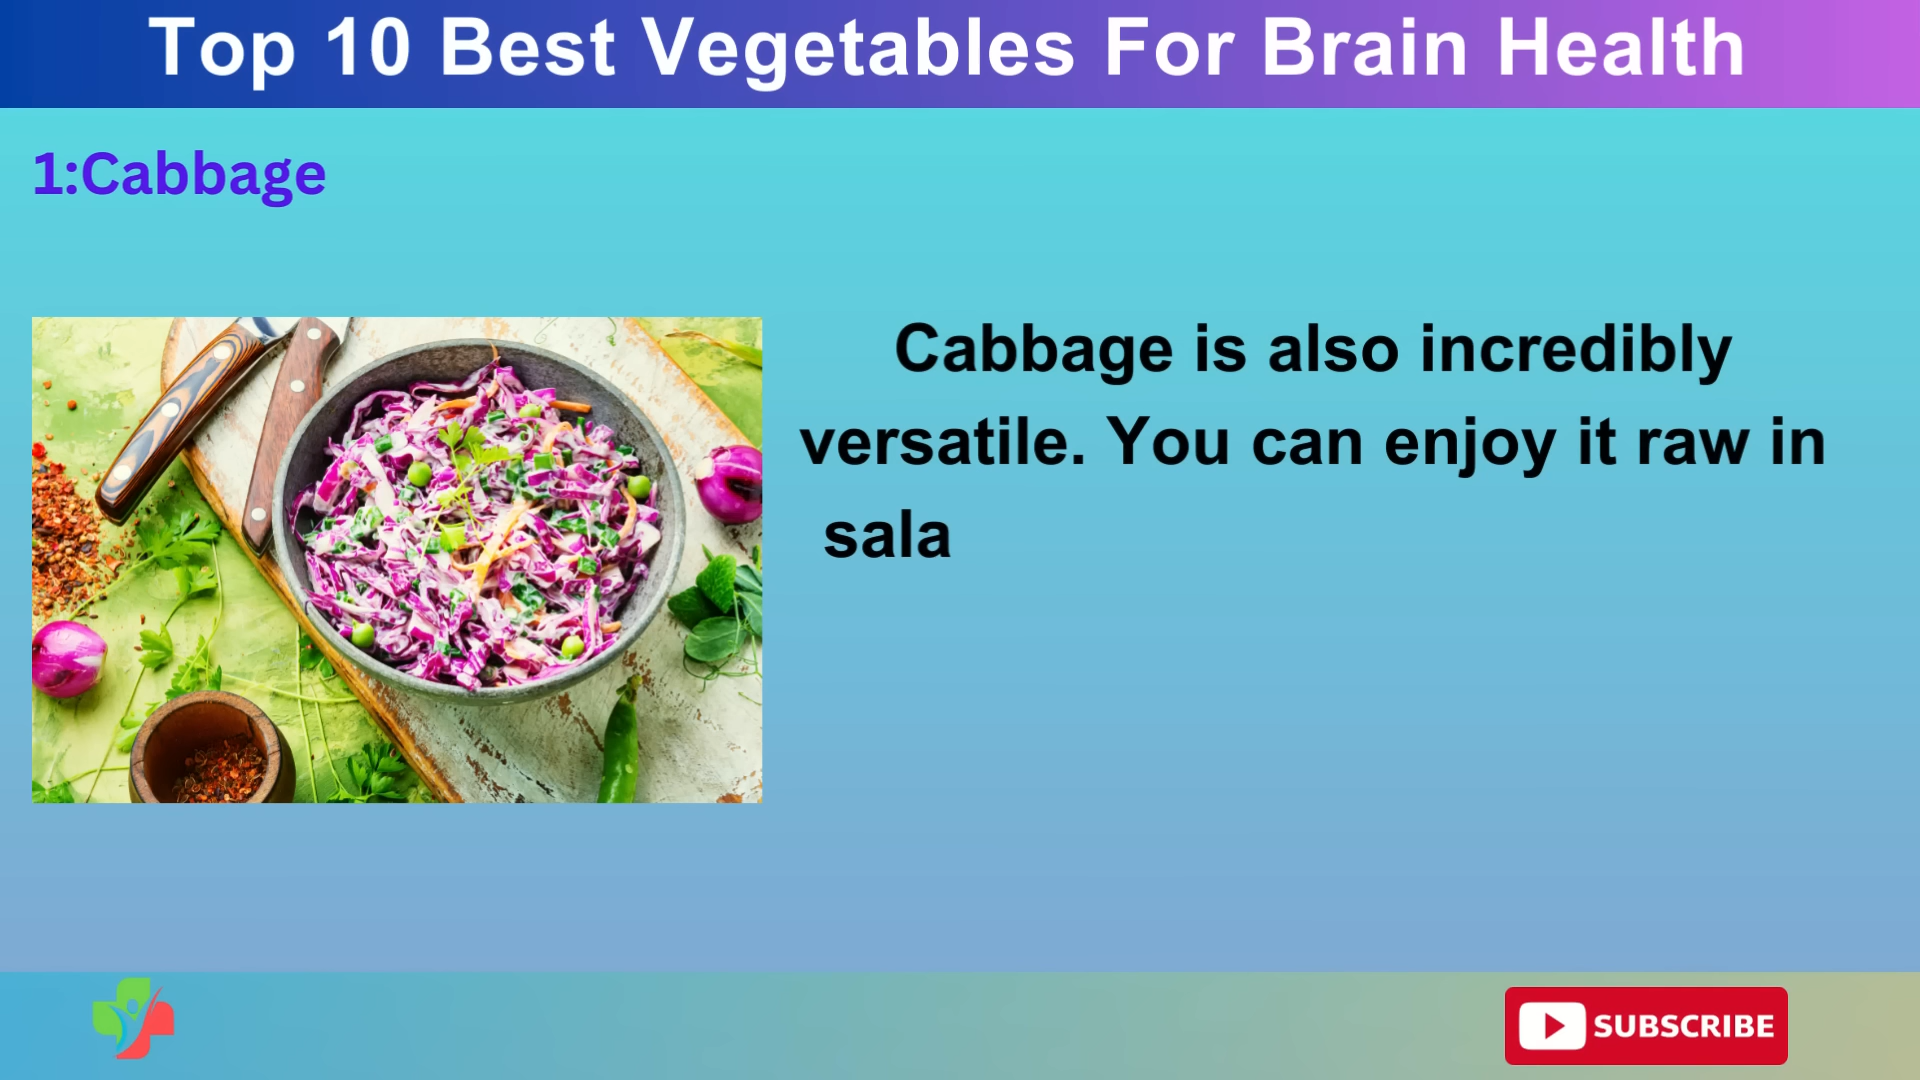 Top 10 Best Vegetables For Brain Health
1:Cabbage
Cabbage is also incredibly
versatile. You can enjoy it raw in
sala
SUBSCRIBE